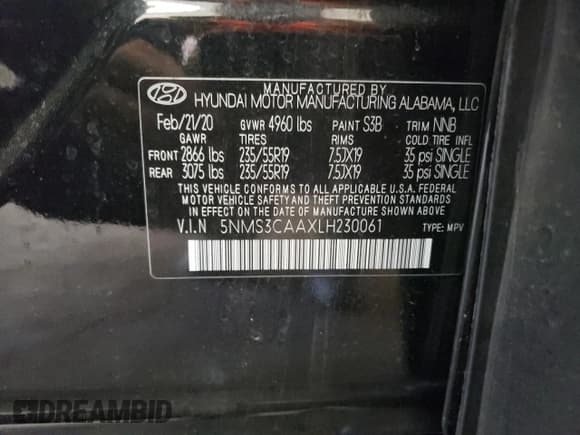 MANUFACTURED BY
HYUNDAI MOTOR MANUFACTURING ALABAMA, LLC
Feb/21/20 GVWR 4960 lbs PAINT S3B TRIM NNB
GAWR TIRES RIMS COLD TIRE INFL
FRONT 2866 lbs 235/55R19 7.5JX19 35 psi SINGLE
REAR 3075 lbs 235/55R19 7.5JX19 35 psi SINGLE
THIS VEHICLE CONFORMS TO ALL APPLICABLE U.S.A. FEDERAL
MOTOR VEHICLE SAFETY AND THEFT PREVENTION STANDARDS
IN EFFECT ON THE DATE OF MANUFACTURE SHOWN ABOVE.
V.I.N 5NMS3CAAXLH230061 TYPE: MPV
DREAMBID